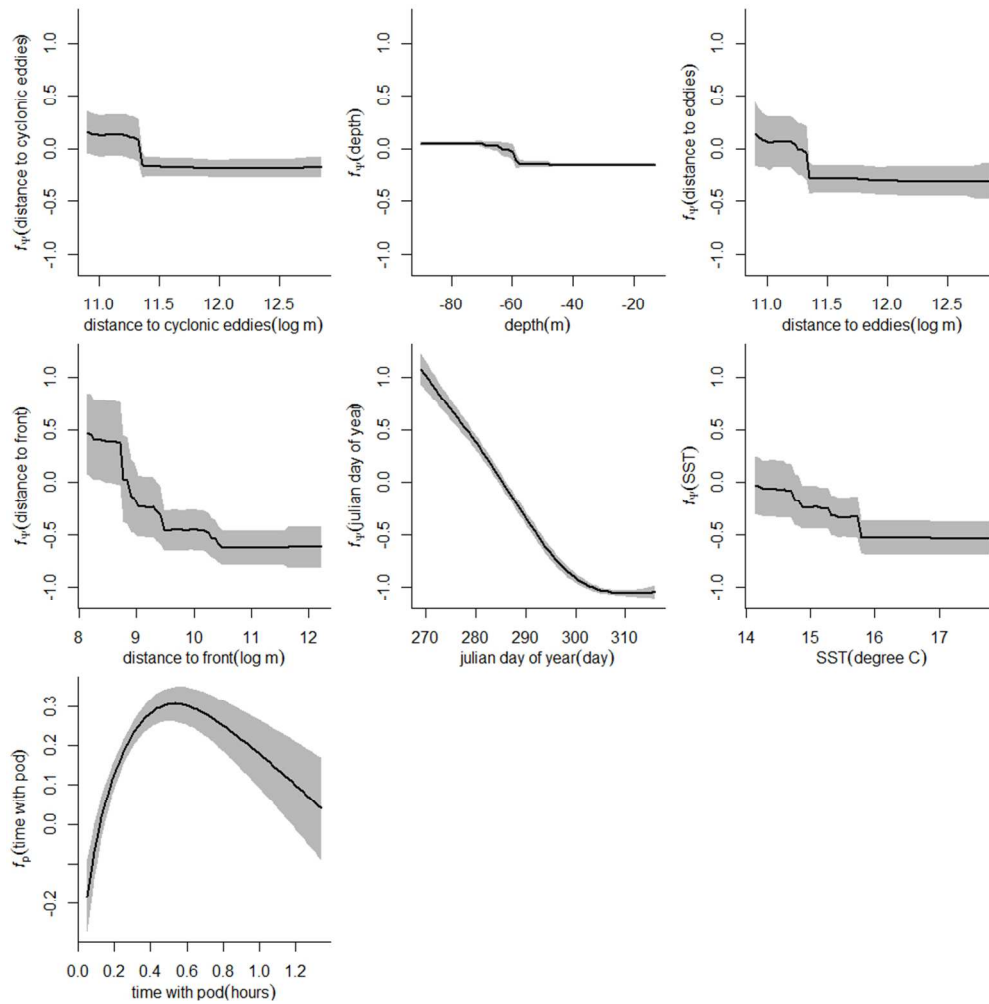 fΨ(distance to cyclonic eddies)
1.0
0.5
0.0
-0.5
-1.0
11.0 11.5 12.0 12.5
distance to cyclonic eddies(log m)
fΨ(depth)
1.0
0.5
0.0
-0.5
-1.0
-80 -60 -40 -20
depth(m)
fΨ(distance to eddies)
1.0
0.5
0.0
-0.5
-1.0
11.0 11.5 12.0 12.5
distance to eddies(log m)
fΨ(distance to front)
1.0
0.5
0.0
-0.5
-1.0
8 9 10 11 12
distance to front(log m)
fΨ(julian day of year)
1.0
0.5
0.0
-0.5
-1.0
270 280 290 300 310
julian day of year(day)
fΨ(SST)
1.0
0.5
0.0
-0.5
-1.0
14 15 16 17
SST(degree C)
fp(time with pod)
0.3
0.1
0.0
-0.2
0.0 0.2 0.4 0.6 0.8 1.0 1.2
time with pod(hours)